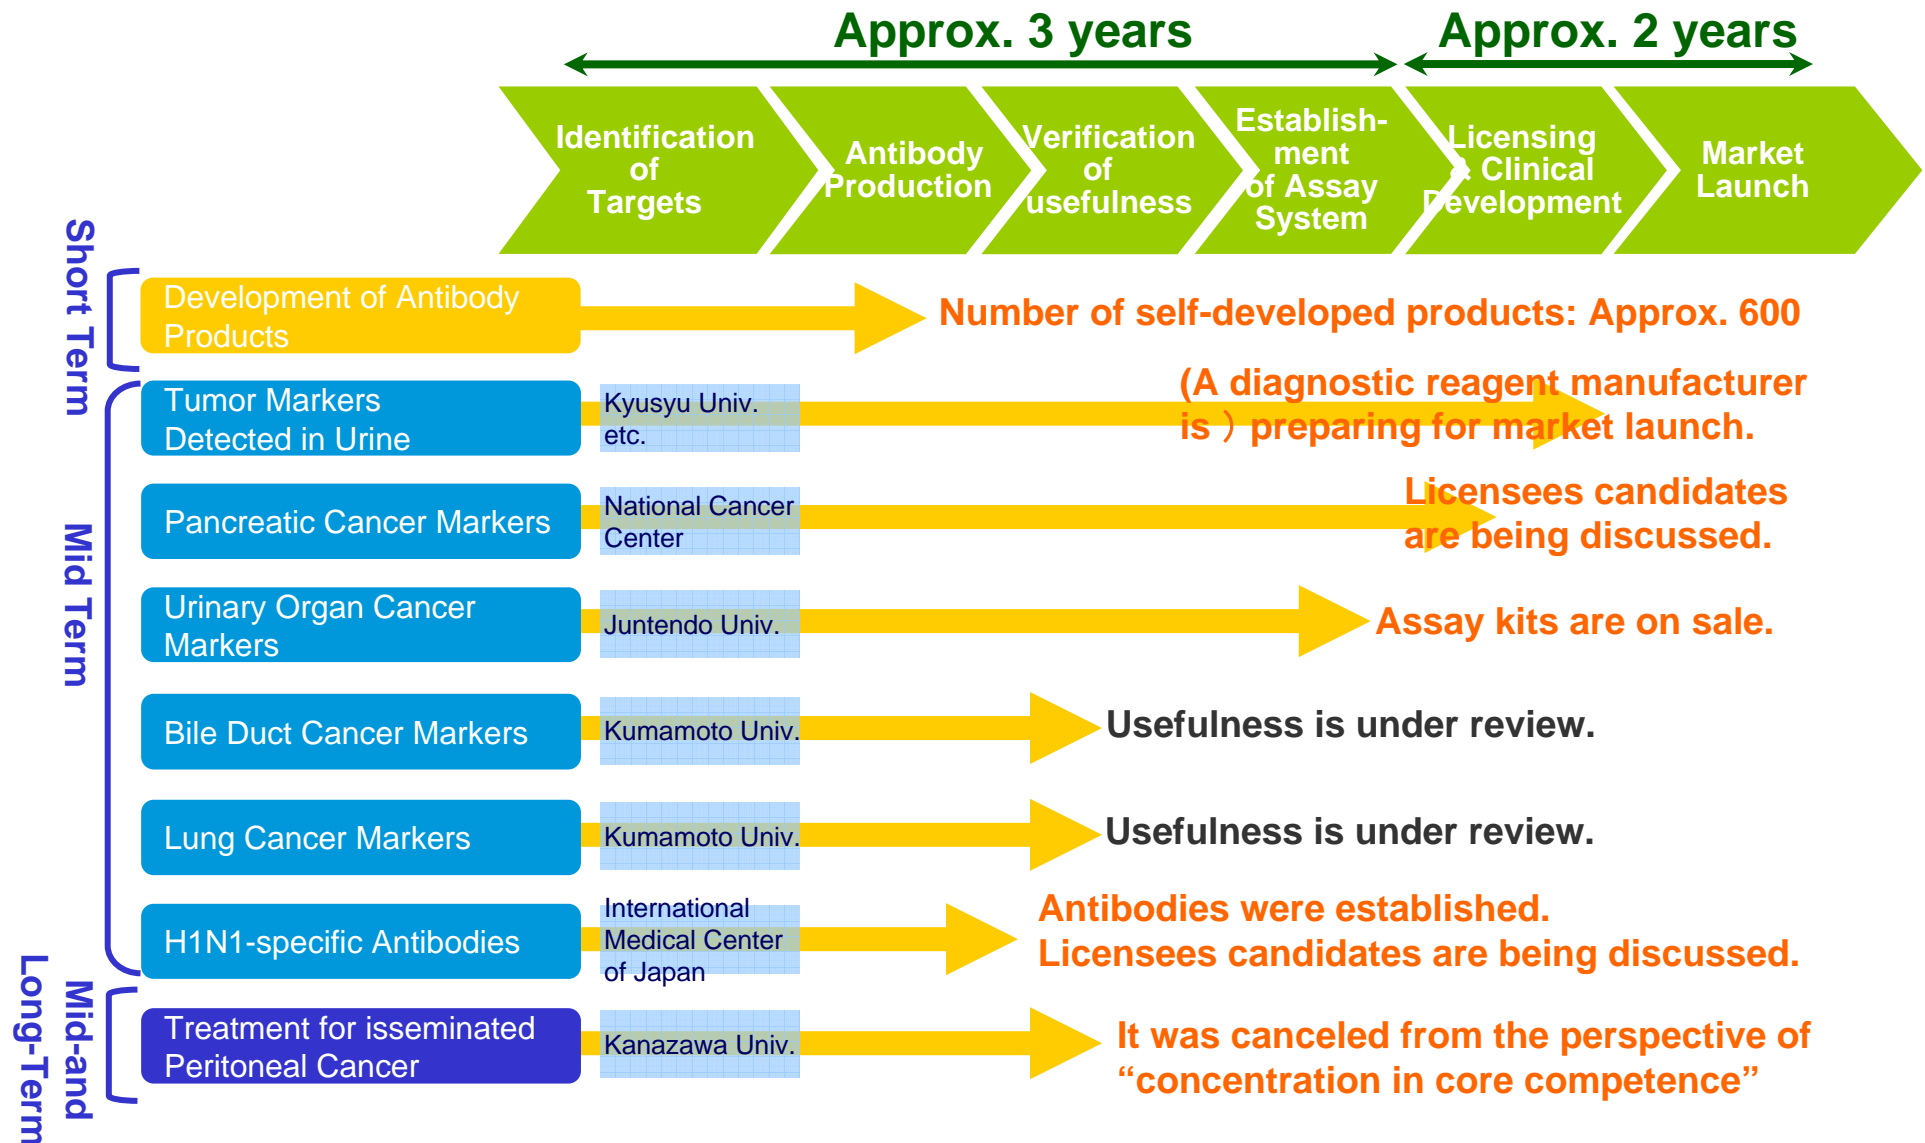 Approx. 3 years
Approx. 2 years
Identification
of
Targets
Antibody
Production
Verification
of
usefulness
Establish-
ment
of Assay
System
Licensing
& Clinical
Development
Market
Launch
Short Term
Development of Antibody
Products
Number of self-developed products: Approx. 600
Mid Term
Tumor Markers
Detected in Urine
Kyusyu Univ.
etc.
(A diagnostic reagent manufacturer
is ) preparing for market launch.
Pancreatic Cancer Markers
National Cancer
Center
Licensees candidates
are being discussed.
Urinary Organ Cancer
Markers
Juntendo Univ.
Assay kits are on sale.
Bile Duct Cancer Markers
Kumamoto Univ.
Usefulness is under review.
Lung Cancer Markers
Kumamoto Univ.
Usefulness is under review.
H1N1-specific Antibodies
International
Medical Center
of Japan
Antibodies were established.
Licensees candidates are being discussed.
Mid-and
Long-Term
Treatment for isseminated
Peritoneal Cancer
Kanazawa Univ.
It was canceled from the perspective of
“concentration in core competence”